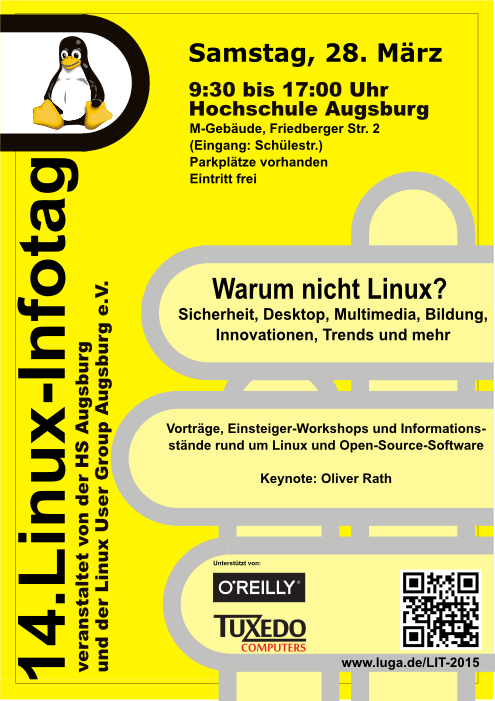 Samstag, 28. März
9:30 bis 17:00 Uhr
Hochschule Augsburg
M-Gebäude, Friedberger Str. 2
(Eingang: Schülestr.)
Parkplätze vorhanden
Eintritt frei
14.Linux-Infotag
veranstaltet von der HS Augsburg
und der Linux User Group Augsburg e.V.
Warum nicht Linux?
Sicherheit, Desktop, Multimedia, Bildung,
Innovationen, Trends und mehr
Vorträge, Einsteiger-Workshops und Informations-
stände rund um Linux und Open-Source-Software
Keynote: Oliver Rath
Unterstützt von:
O'REILLY®
TUXEDO
COMPUTERS
www.luga.de/LIT-2015